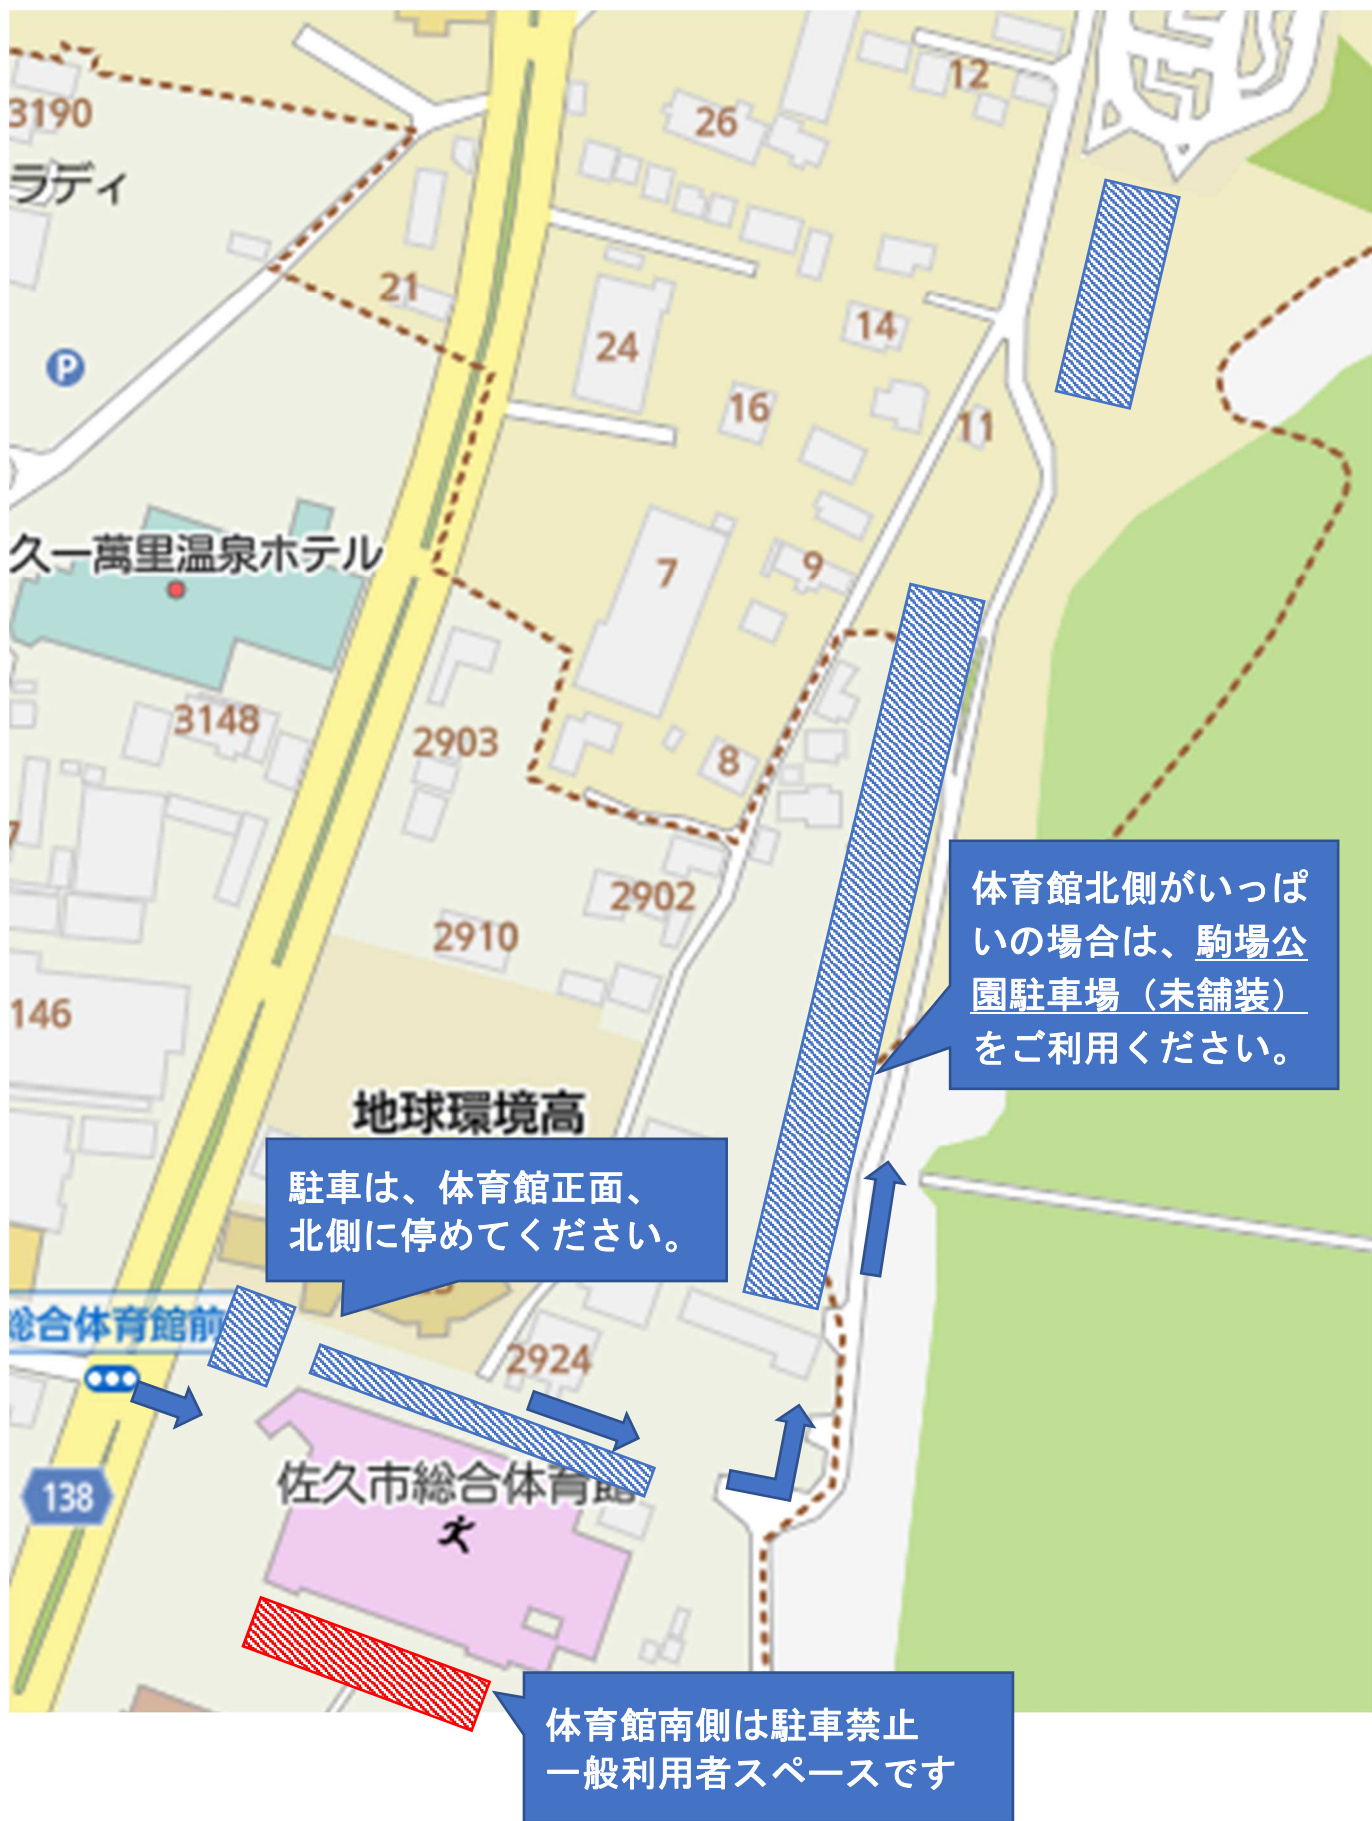 12
26
3190
ラディ
21
24
14
16
11
久一萬里温泉ホテル
7
9
3148
2903
8
7
体育館北側がいっぱ
いの場合は、駒場公
園駐車場（未舗装）
をご利用ください。
2902
2910
146
地球環境高
駐車は、体育館正面、
北側に停めてください。
総合体育館前
2924
佐久市総合体育館
138
体育館南側は駐車禁止
一般利用者スペースです
P